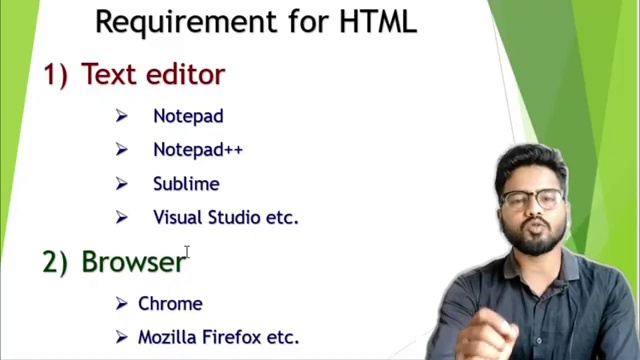 Requirement for HTML
1) Text editor
➢ Notepad
➢ Notepad++
➢ Sublime
➢ Visual Studio etc.
2) Browser
➢ Chrome
➢ Mozilla Firefox etc.